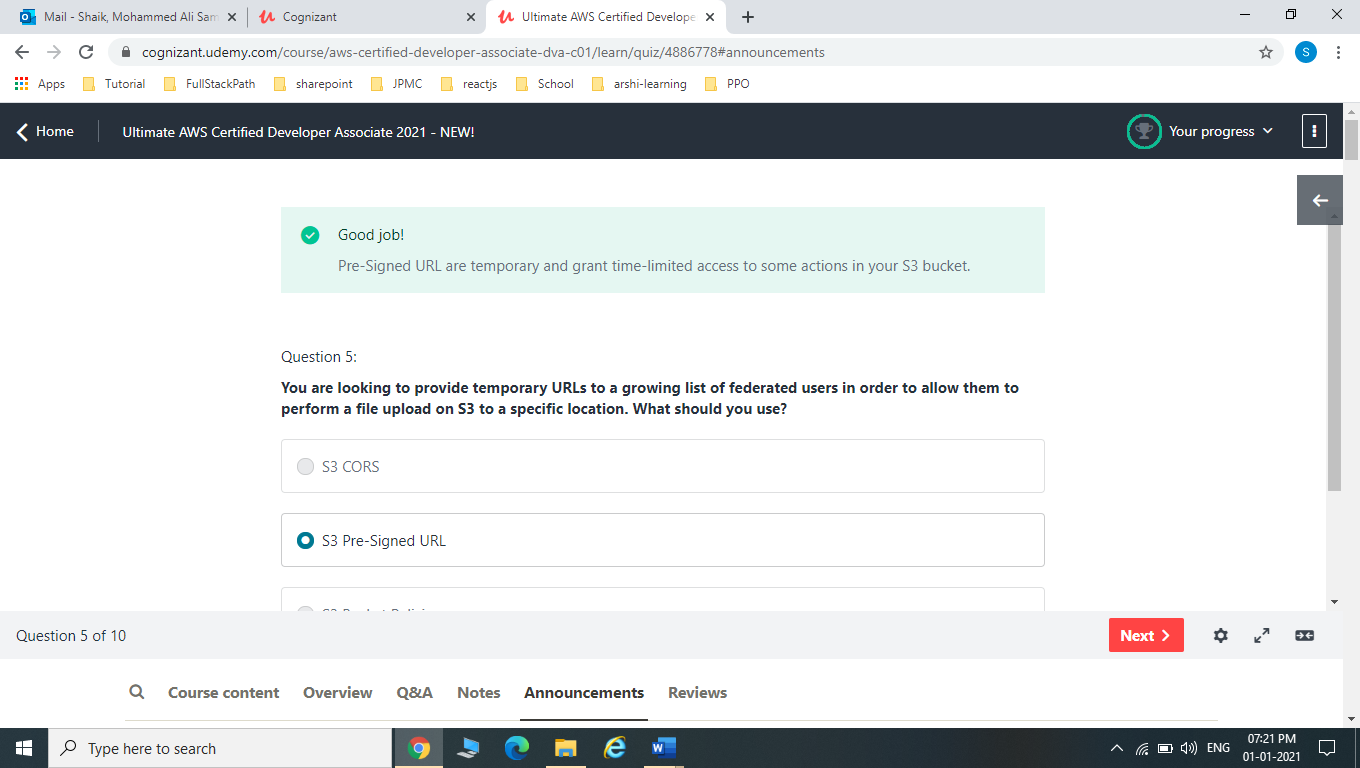 Mail - Shaik, Mohammed Ali Sam
Cognizant
Ultimate AWS Certified Develope
cognizant.udemy.com/course/aws-certified-developer-associate-dva-c01/learn/quiz/4886778#announcements
S
Apps Tutorial FullStackPath sharepoint JPMC reactjs School arshi-learning PPO
Home Ultimate AWS Certified Developer Associate 2021 - NEW! Your progress
Good job!
Pre-Signed URL are temporary and grant time-limited access to some actions in your S3 bucket.
Question 5:
You are looking to provide temporary URLs to a growing list of federated users in order to allow them to
perform a file upload on S3 to a specific location. What should you use?
S3 CORS
S3 Pre-Signed URL
Question 5 of 10 Next
Course content Overview Q&A Notes Announcements Reviews
Type here to search
ENG
07:21 PM
01-01-2021